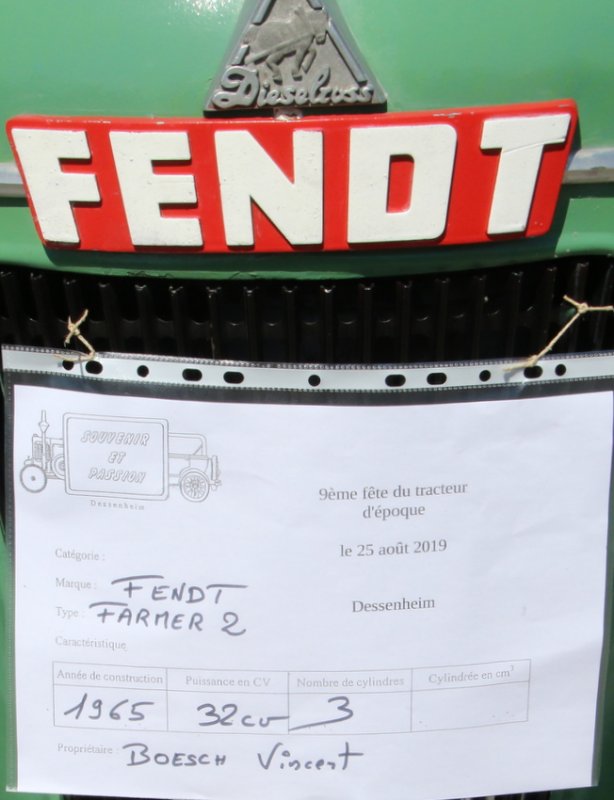 Dieselross
FENDT
SOUVENIR
ET
PASSION
Dessenheim
9ème fête du tracteur
d'époque
le 25 août 2019
Dessenheim
Catégorie :
Marque : FENDT
Type : FARMER 2
Caractéristique
Année de construction Puissance en CV Nombre de cylindres Cylindrée en cm³
1965 32cv 3
Propriétaire : BOESCH Vincent